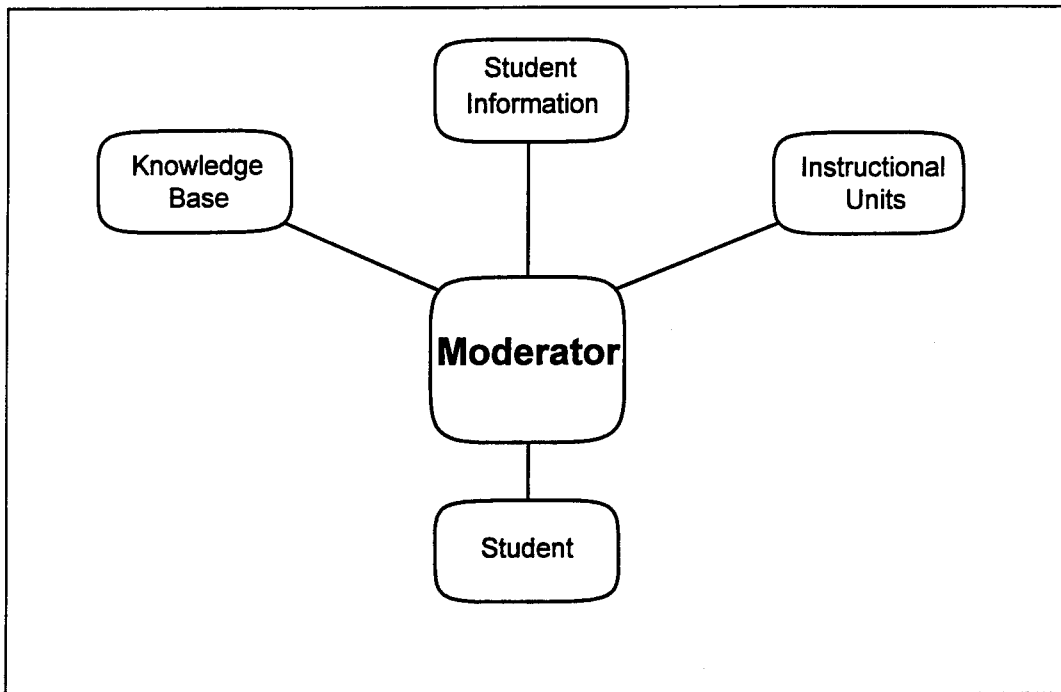 Student
Information
Knowledge
Base
Instructional
Units
Moderator
Student